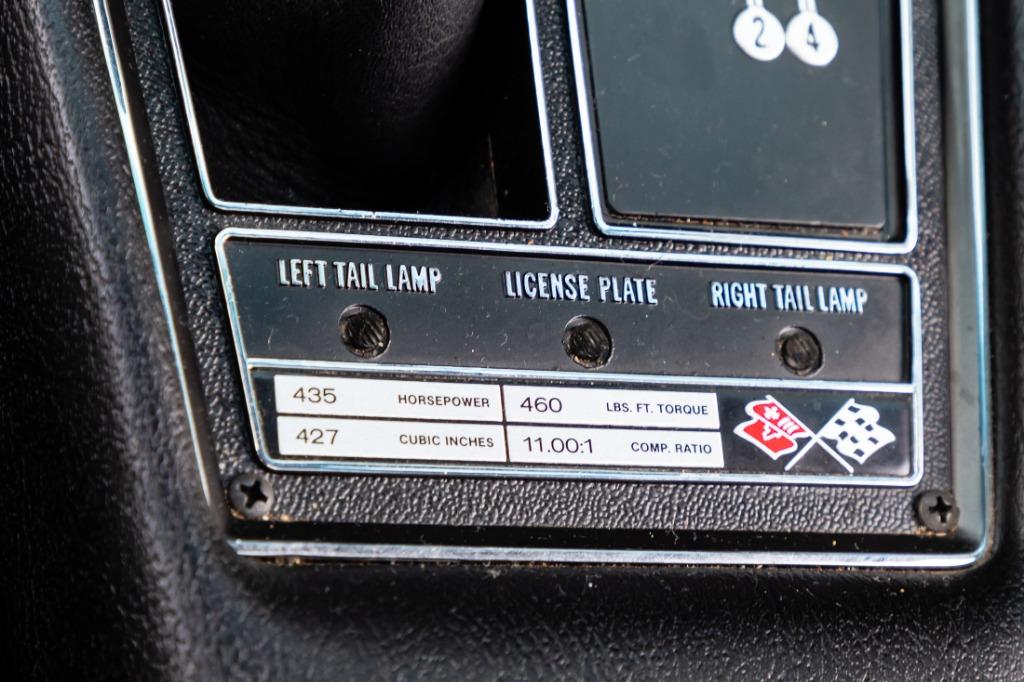 2 4
LEFT TAIL LAMP
LICENSE PLATE
RIGHT TAIL LAMP
435 HORSEPOWER
460 LBS. FT. TORQUE
427 CUBIC INCHES
11.00:1 COMP. RATIO